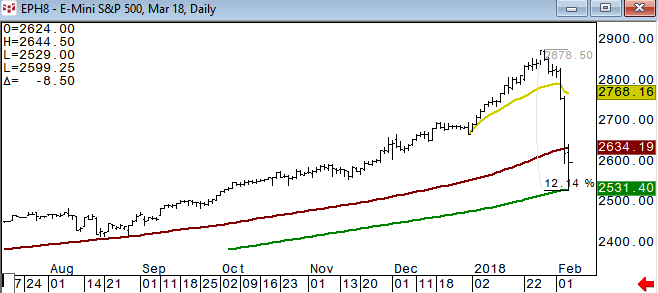 EPH8 - E-Mini S&P 500, Mar 18, Daily
O=2624.00
H=2644.50
L=2529.00
L=2599.25
Δ= -8.50
2878.50
2900.00
2800.00
2768.16
2700.00
2634.19
2600.00
12.14 %
2531.40
2500.00
2400.00
Aug Sep Oct Nov Dec 2018 Feb
7 24 01 14 21 01 11 18 25 02 09 16 23 01 13 20 01 11 18 02 22 01